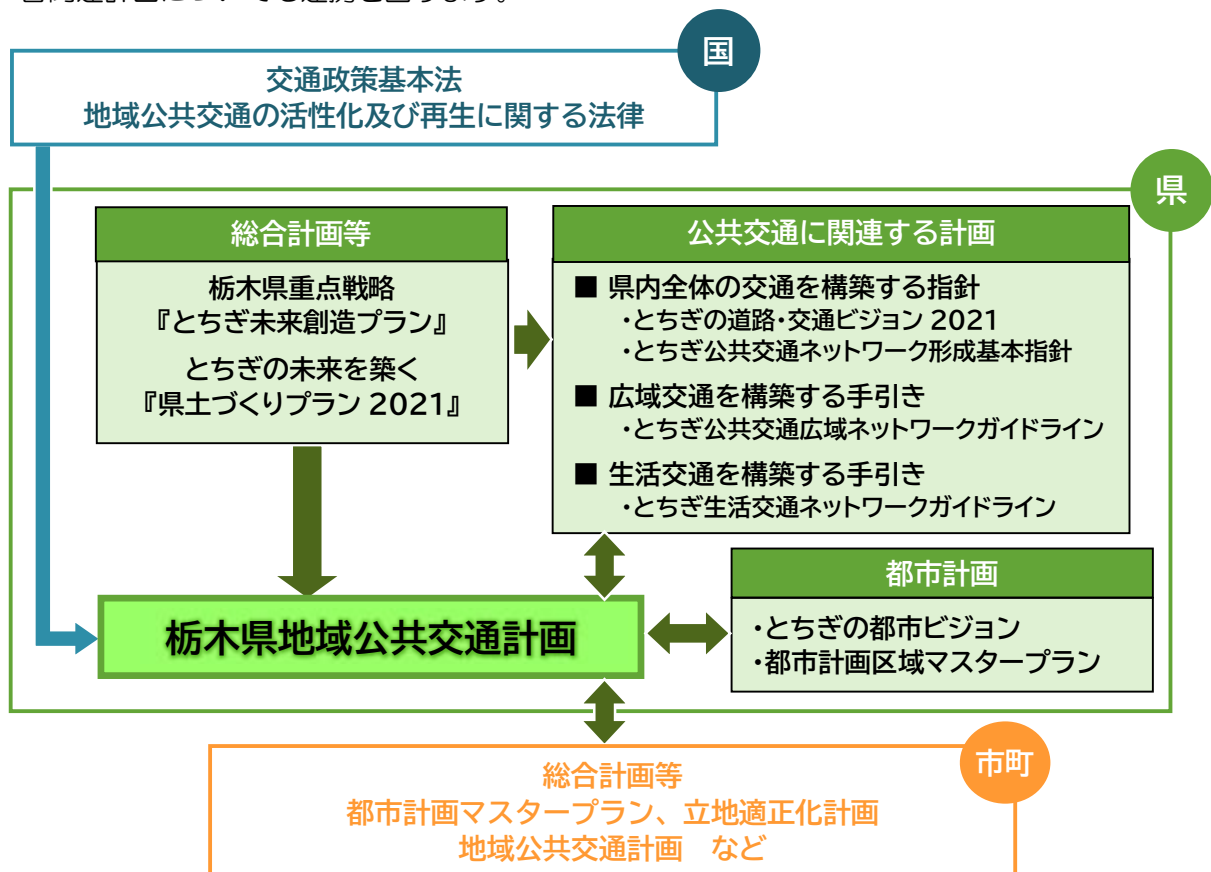 国
交通政策基本法
地域公共交通の活性化及び再生に関する法律
県
総合計画等
栃木県重点戦略
『とちぎ未来創造プラン』
とちぎの未来を築く
『県土づくりプラン 2021』
公共交通に関連する計画
■ 県内全体の交通を構築する指針
・とちぎの道路・交通ビジョン 2021
・とちぎ公共交通ネットワーク形成基本指針
■ 広域交通を構築する手引き
・とちぎ公共交通広域ネットワークガイドライン
■ 生活交通を構築する手引き
・とちぎ生活交通ネットワークガイドライン
都市計画
・とちぎの都市ビジョン
・都市計画区域マスタープラン
栃木県地域公共交通計画
市町
総合計画等
都市計画マスタープラン、立地適正化計画
地域公共交通計画 など